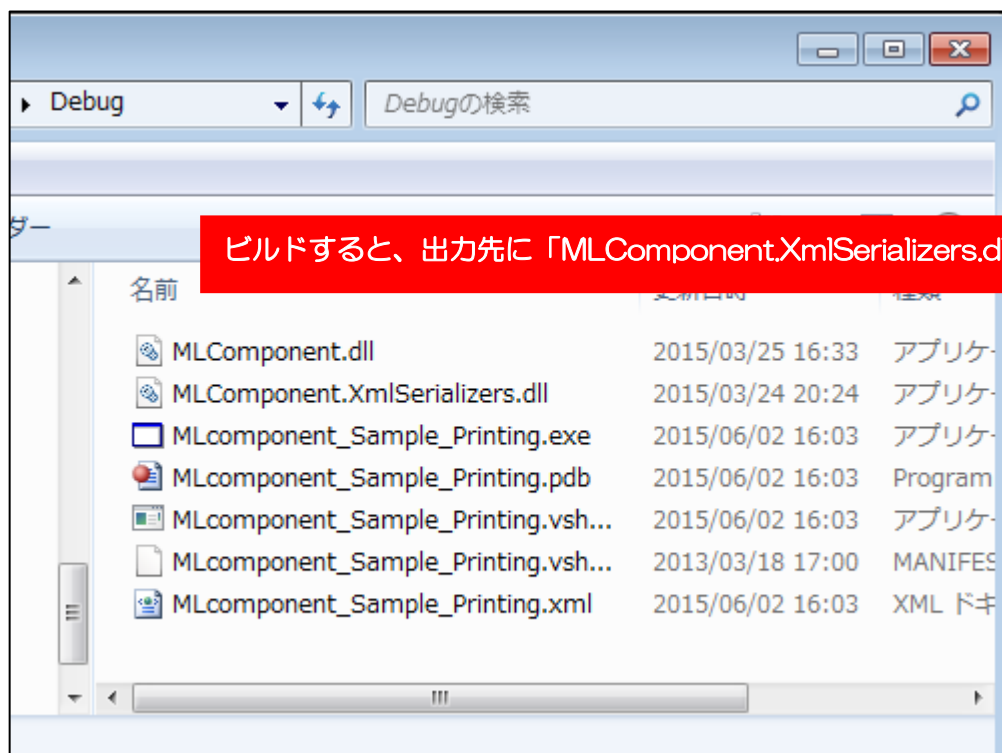 Debug
Debugの検索
ダー
ビルドすると、出力先に「MLComponent.XmlSerializers.d
名前
MLComponent.dll 2015/03/25 16:33 アプリケ
MLComponent.XmlSerializers.dll 2015/03/24 20:24 アプリケ
MLcomponent_Sample_Printing.exe 2015/06/02 16:03 アプリケ
MLcomponent_Sample_Printing.pdb 2015/06/02 16:03 Program
MLcomponent_Sample_Printing.vsh... 2015/06/02 16:03 アプリケ
MLcomponent_Sample_Printing.vsh... 2013/03/18 17:00 MANIFES
MLcomponent_Sample_Printing.xml 2015/06/02 16:03 XML ドキ